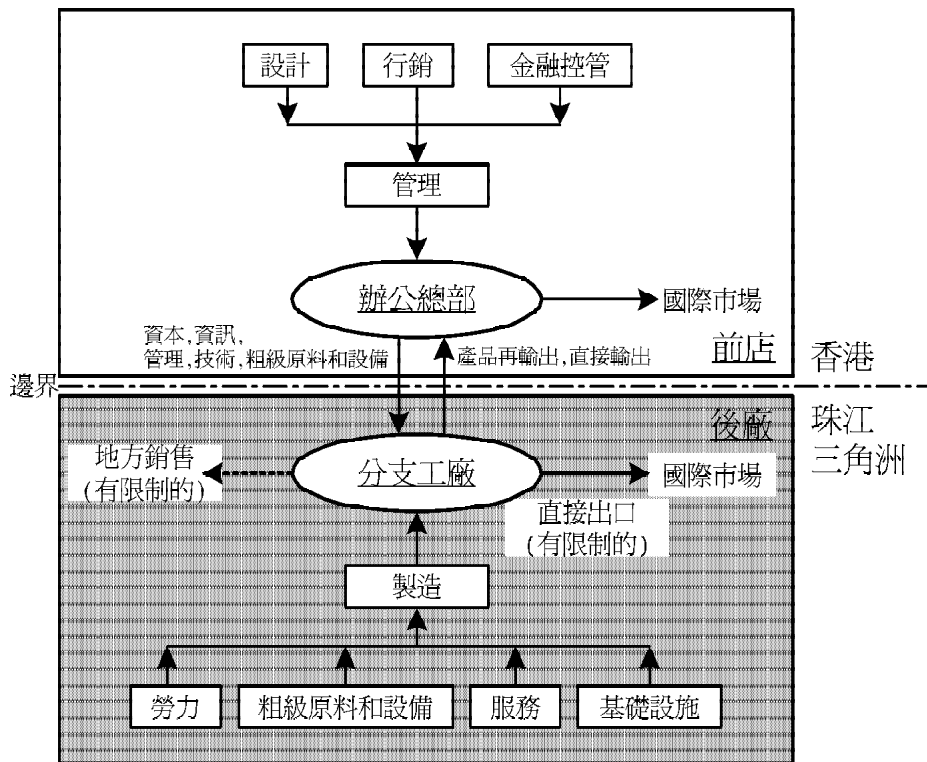 設計
行銷
金融控管
管理
辦公總部
國際市場
資本,資訊,
管理,技術,粗級原料和設備
產品再輸出,直接輸出
前店
香港
邊界
後廠
珠江
三角洲
地方銷售
(有限制的)
分支工廠
國際市場
直接出口
(有限制的)
製造
勞力
粗級原料和設備
服務
基礎設施